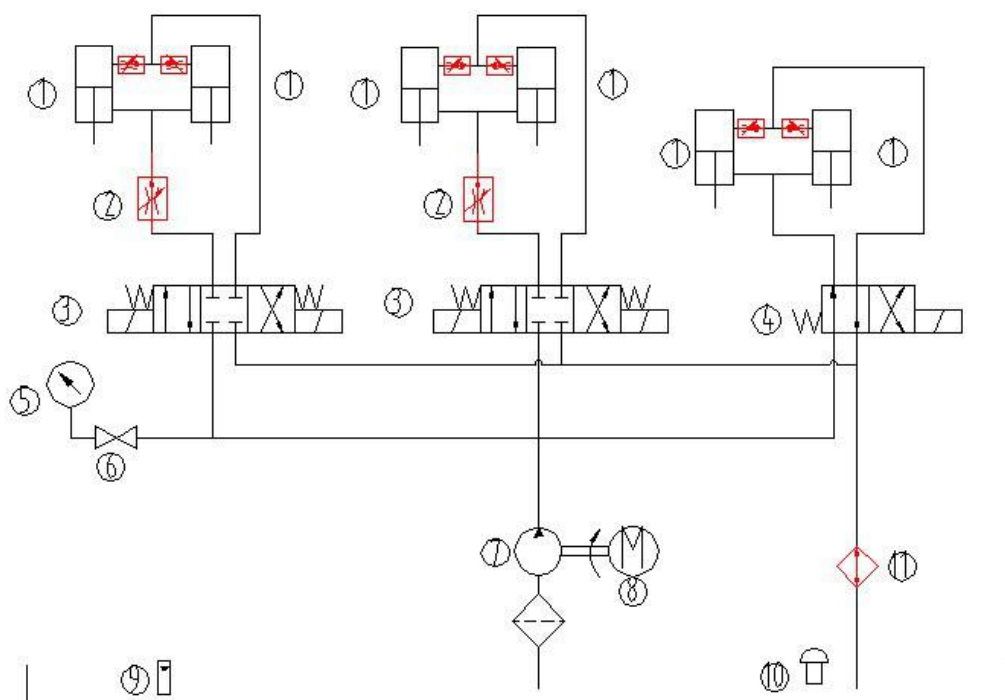 ① ① ① ①
① ①
② ②
③ ③ ④
⑤
⑥
⑦ M ⑪
⑧
⑨ ⑩